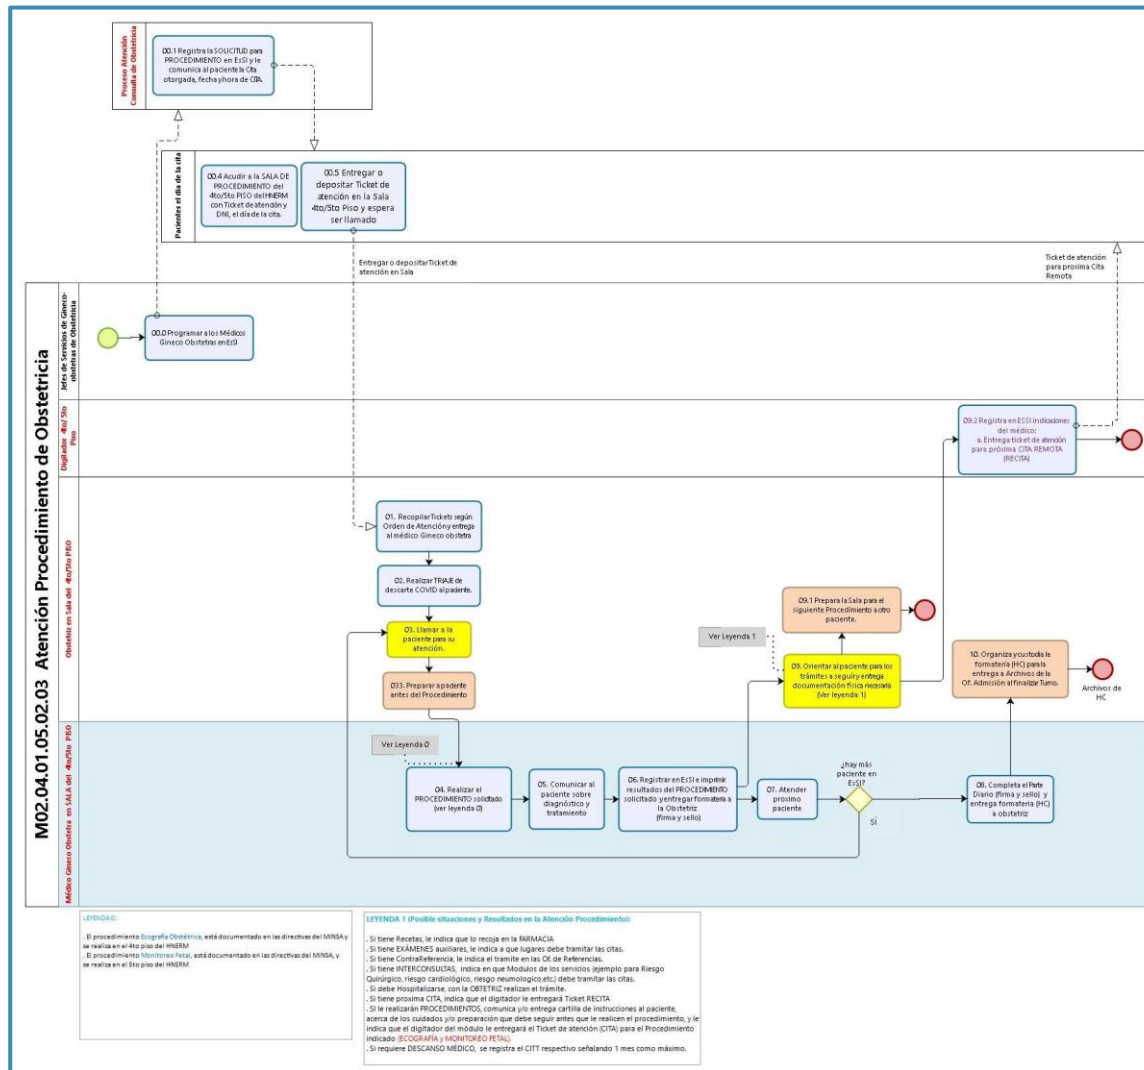 Proceso Atención
Consulta de Obstetricia
00.1 Registra la SOLICITUD para
PROCEDIMIENTO en EsSI y le
comunica al paciente la Cita
otorgada, fecha y hora de CITA.
Pacientes el dia de la cita
00.4 Acudir a la SALA DE
PROCEDIMIENTO del
4to/5to PISO del HNERM
con Ticket de atención y
DNI, el día de la cita.
00.5 Entregar o
depositar Ticket de
atención en la Sala
4to/5to Piso y espera
ser llamado
Entregar o depositar Ticket de
atención en Sala
Ticket de atención
para proxima Cita
Remota
M02.04.01.05.02.03 Atención Procedimiento de Obstetricia
Jefes de Servicios de Gineco-
obstetras de Obstetricia
00.0 Programar a los Médicos
Gineco Obstetras en EsSI
Digitador 4to/ 5to
Piso
09.2 Registra en ESSI indicaciones
del médico:
a. Entrega ticket de atención
para próxima CITA REMOTA
(RECITA)
Obstetriz en Sala del 4to/5to PISO
01. Recopilar Tickets según
Orden de Atención y entrega
al médico Gineco obstetra
02. Realizar TRIAJE de
descarte COVID al paciente.
03. Llamar a la
paciente para su
atención.
033. Preparar a paciente
antes del Procedimiento
09.1 Prepara la Sala para el
siguiente Procedimiento a otro
paciente.
Ver Leyenda 1
09. Orientar al paciente para los
trámites a seguir y entrega
documentación física necesaria
(Ver leyenda 1)
10. Organiza y custodia la
formatería (HC) para la
entrega a Archivos de la
Of. Admisión al finalizar Turno.
Archivos de
HC
Médico Gineco Obstetra en SALA del 4to/5to PISO
Ver Leyenda 0
04. Realizar el
PROCEDIMIENTO solicitado
(ver leyenda 0)
05. Comunicar al
paciente sobre
diagnóstico y
tratamiento
06. Registrar en EsSI e imprimir
resultados del PROCEDIMIENTO
solicitado y entregar formatería a
la Obstetriz
(firma y sello)
07. Atender
proximo
paciente
¿hay más
paciente en
EsSI?
SI
08. Completa el Parte
Diario (firma y sello) y
entrega formateria (HC)
a obstetriz
LEYENDA 0:
. El procedimiento Ecografía Obstétrica, está documentado en las directivas del MINSA y
se realiza en el 4to piso del HNERM
. El procedimiento Monitoreo Fetal, está documentado en las directivas del MINSA, y
se realiza en el 5to piso del HNERM
LEYENDA 1 (Posible situaciones y Resultados en la Atención Procedimiento):
. Si tiene Recetas, le indica que lo recoja en la FARMACIA
. Si tiene EXÁMENES auxiliares, le indica a que lugares debe tramitar las citas.
. Si tiene ContraReferencia, le indica el tramite en las Of. de Referencias.
. Si tiene INTERCONSULTAS, indica en que Modulos de los servicios (ejemplo para Riesgo
Quirúrgico, riesgo cardiológico, riesgo neumologico,etc.) debe tramitar las citas.
. Si debe Hospitalizarse, con la OBTETRIZ realizan el trámite.
. Si tiene proxima CITA, indica que el digitador le entregará Ticket RECITA
. Si le realizarán PROCEDIMIENTOS, comunica y/o entrega cartilla de instrucciones al paciente,
acerca de los cuidados y/o preparación que debe seguir antes que le realicen el procedimiento, y le
indica que el digitador del módulo le entregará el Ticket de atención (CITA) para el Procedimiento
indicado (ECOGRAFÍA y MONITOREO FETAL).
. Si requiere DESCANSO MÉDICO, se registra el CITT respectivo señalando 1 mes como máximo.